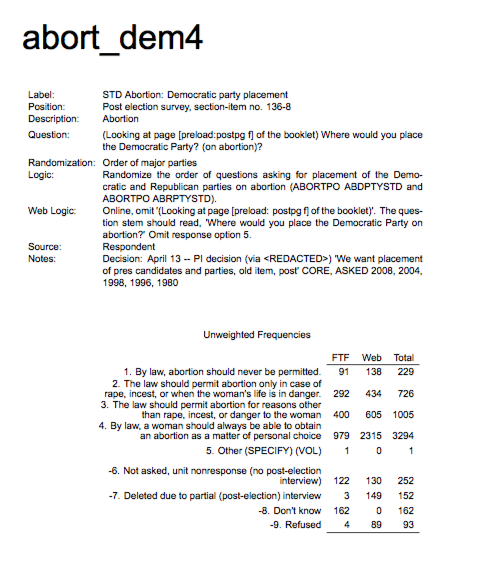 abort_dem4
Label: STD Abortion: Democratic party placement
Position: Post election survey, section-item no. 136-8
Description: Abortion
Question: (Looking at page [preload:postpg f] of the booklet) Where would you place
the Democratic Party? (on abortion)?
Randomization: Order of major parties
Logic: Randomize the order of questions asking for placement of the Demo-
cratic and Republican parties on abortion (ABORTPO ABDPTYSTD and
ABORTPO ABRPTYSTD).
Web Logic: Online, omit '(Looking at page [preload: postpg f] of the booklet)'. The ques-
tion stem should read, 'Where would you place the Democratic Party on
abortion?' Omit response option 5.
Source: Respondent
Notes: Decision: April 13 -- PI decision (via <REDACTED>) 'We want placement
of pres candidates and parties, old item, post' CORE, ASKED 2008, 2004,
1998, 1996, 1980
Unweighted Frequencies
FTF Web Total
1. By law, abortion should never be permitted. 91 138 229
2. The law should permit abortion only in case of
rape, incest, or when the woman's life is in danger. 292 434 726
3. The law should permit abortion for reasons other
than rape, incest, or danger to the woman 400 605 1005
4. By law, a woman should always be able to obtain
an abortion as a matter of personal choice 979 2315 3294
5. Other (SPECIFY) (VOL) 1 0 1
-6. Not asked, unit nonresponse (no post-election
interview) 122 130 252
-7. Deleted due to partial (post-election) interview 3 149 152
-8. Don't know 162 0 162
-9. Refused 4 89 93